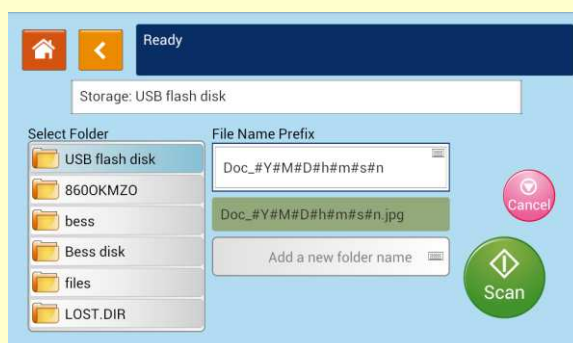 Ready
Storage: USB flash disk
Select Folder
File Name Prefix
USB flash disk
8600KMZO
bess
Bess disk
files
LOST.DIR
Doc_#Y#M#D#h#m#s#n
Doc_#Y#M#D#h#m#s#n.jpg
Add a new folder name
Cancel
Scan